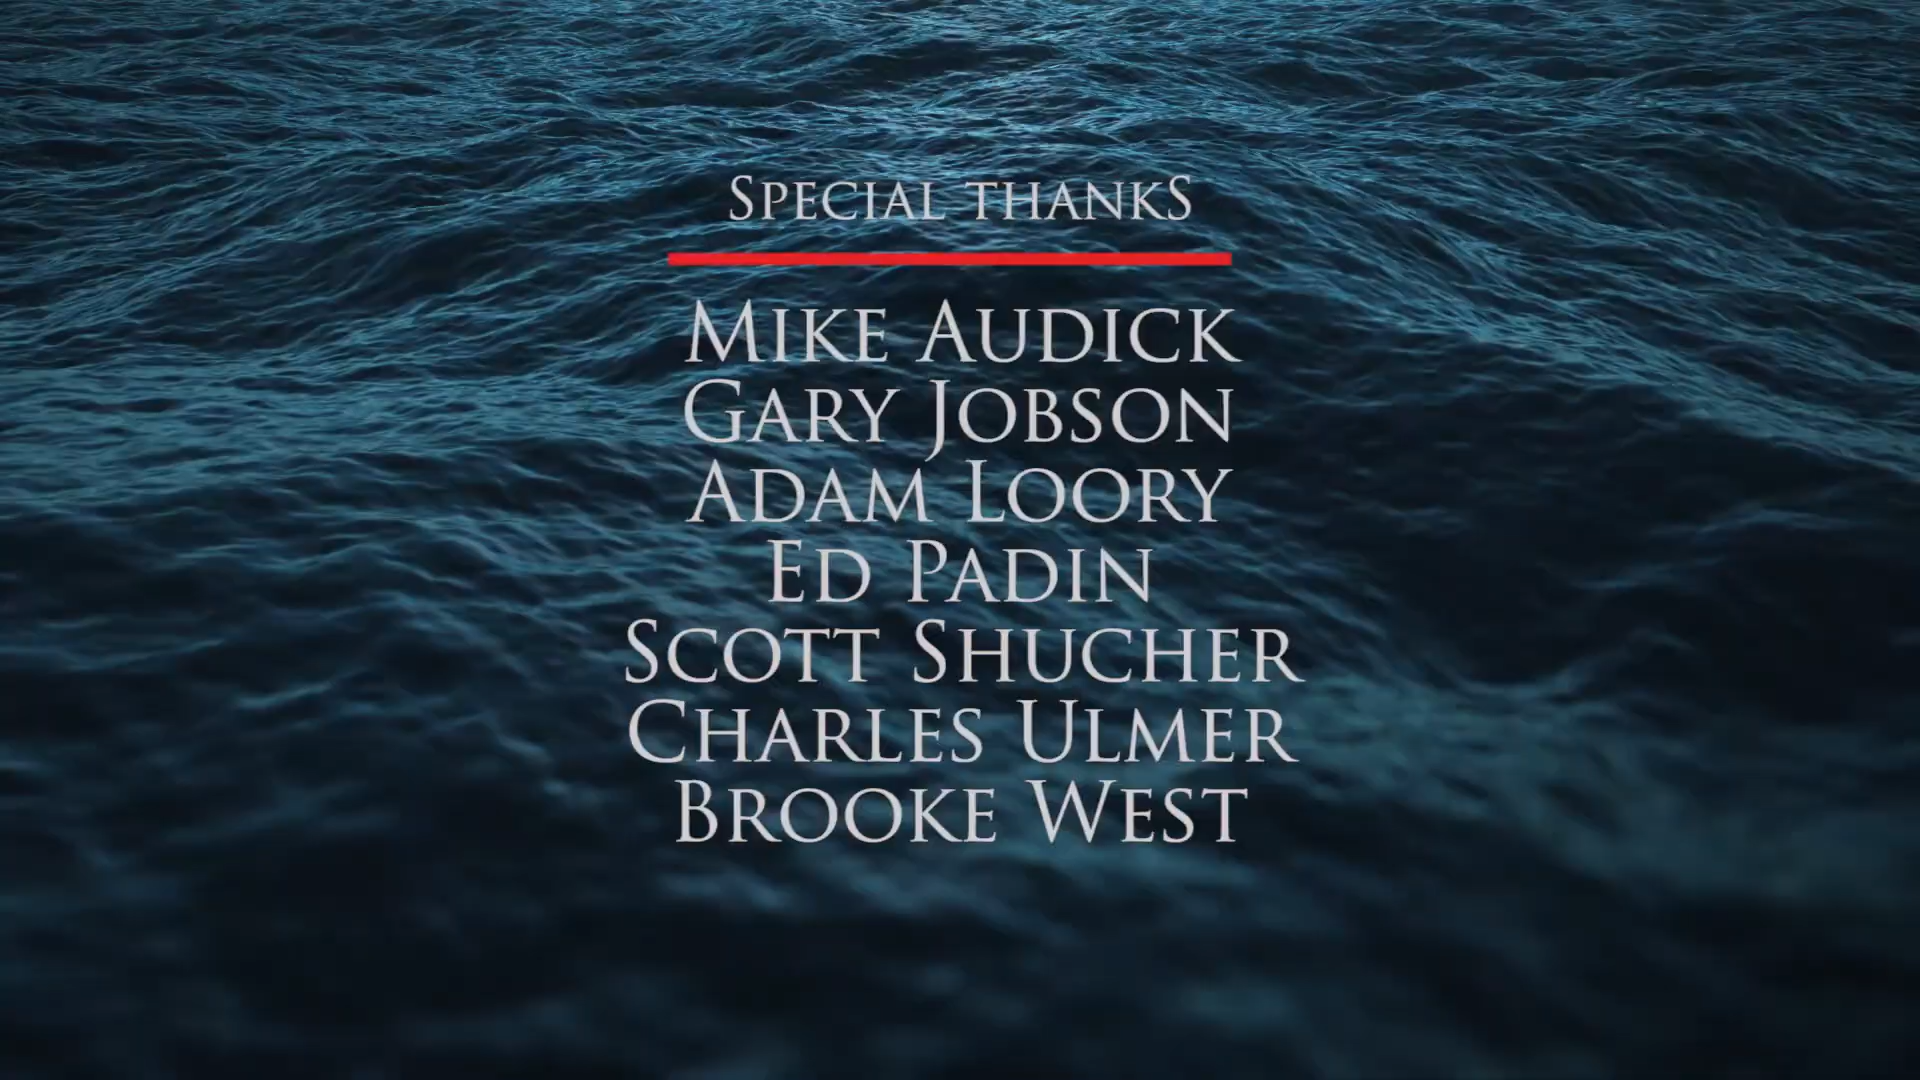 Special thanks
Mike Audick
Gary Jobson
Adam Loory
Ed Padin
Scott Shucher
Charles Ulmer
Brooke West